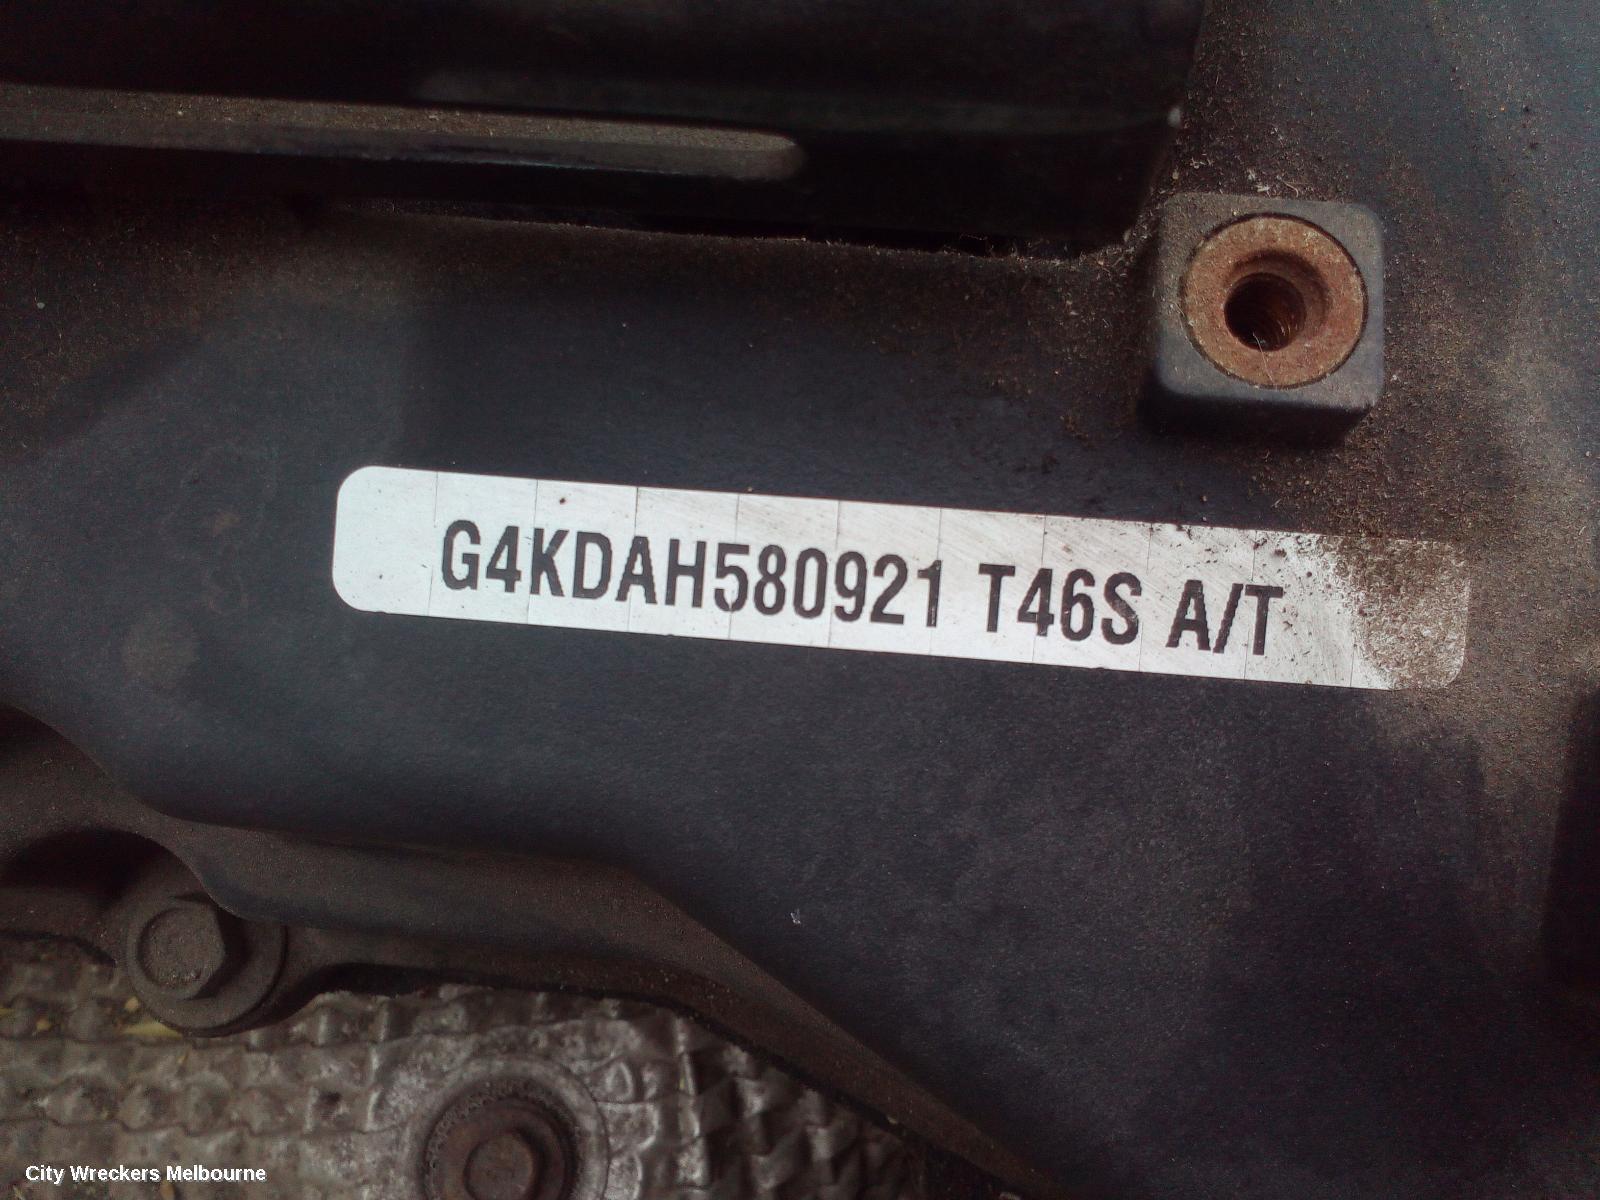 G4KDAH580921 T46S A/T
City Wreckers Melbourne